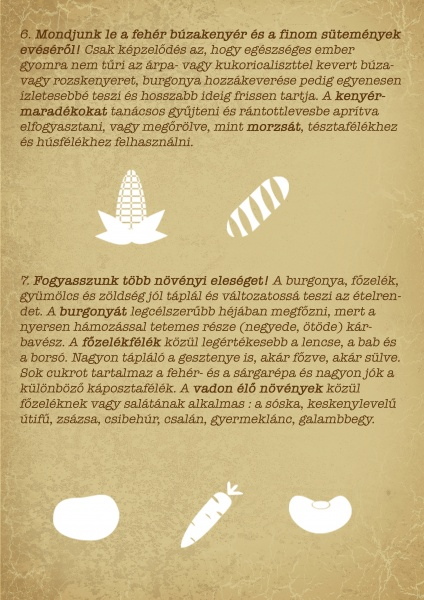 6. Mondjunk le a fehér búzakenyér és a finom sütemények
evéséről! Csak képzelődés az, hogy egészséges ember
gyomra nem tűri az árpa- vagy kukoricaliszttel kevert búza-
vagy rozskenyeret, burgonya hozzákeverése pedig egyenesen
izletesebbé teszi és hosszabb ideig frissen tartja. A kenyér-
maradékokat tanácsos gyűjteni és rántottlevesbe aprítva
elfogyasztani, vagy megőrölve, mint morzsát, tésztafélékhez
és húsfélékhez felhasználni.
7. Fogyasszunk több növényi eleséget! A burgonya, főzelék,
gyümölcs és zöldség jól táplál és változatossá teszi az ételren-
det. A burgonyát legcélszerűbb héjában megfőzni, mert a
nyersen hámozással tetemes része (negyede, ötöde) kár-
bavész. A főzelékfélék közül legértékesebb a lencse, a bab és
a borsó. Nagyon tápláló a gesztenye is, akár főzve, akár sülve.
Sok cukrot tartalmaz a fehér- és a sárgarépa és nagyon jók a
különböző káposztafélék. A vadon élő növények közül
főzeléknek vagy salátának alkalmas : a sóska, keskenylevelű
útifű, zsázsa, csibehúr, csalán, gyermeklánc, galambbegy.